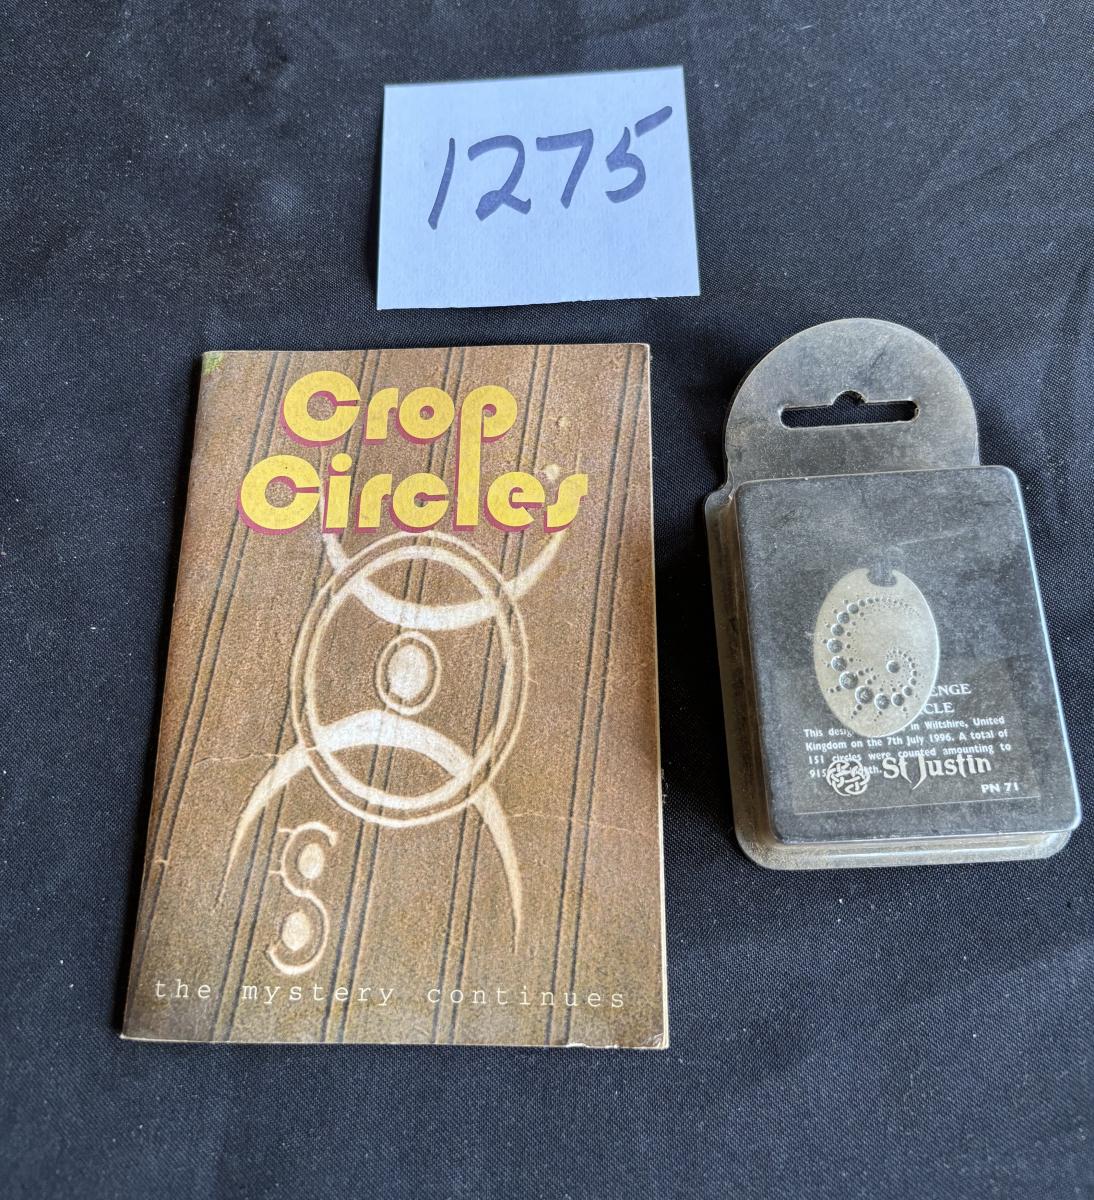 1275
Crop
Circles
the mystery continues
ENGE
CLE
This in Wiltshire, United
Kingdom on the 7th July 1996. A total of
151 circles were counted amounting to
915
St Justin
PN 71